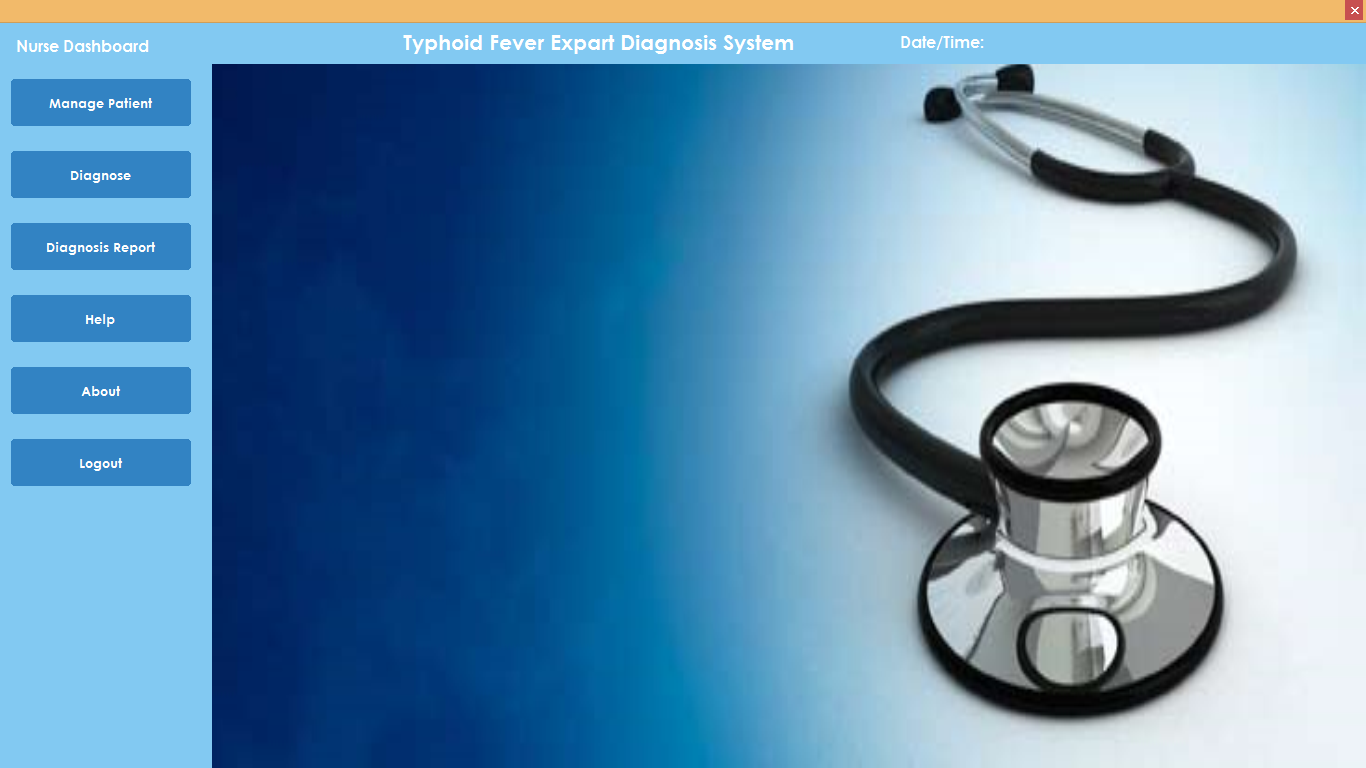 Nurse Dashboard
Typhoid Fever Expart Diagnosis System
Date/Time:
Manage Patient
Diagnose
Diagnosis Report
Help
About
Logout